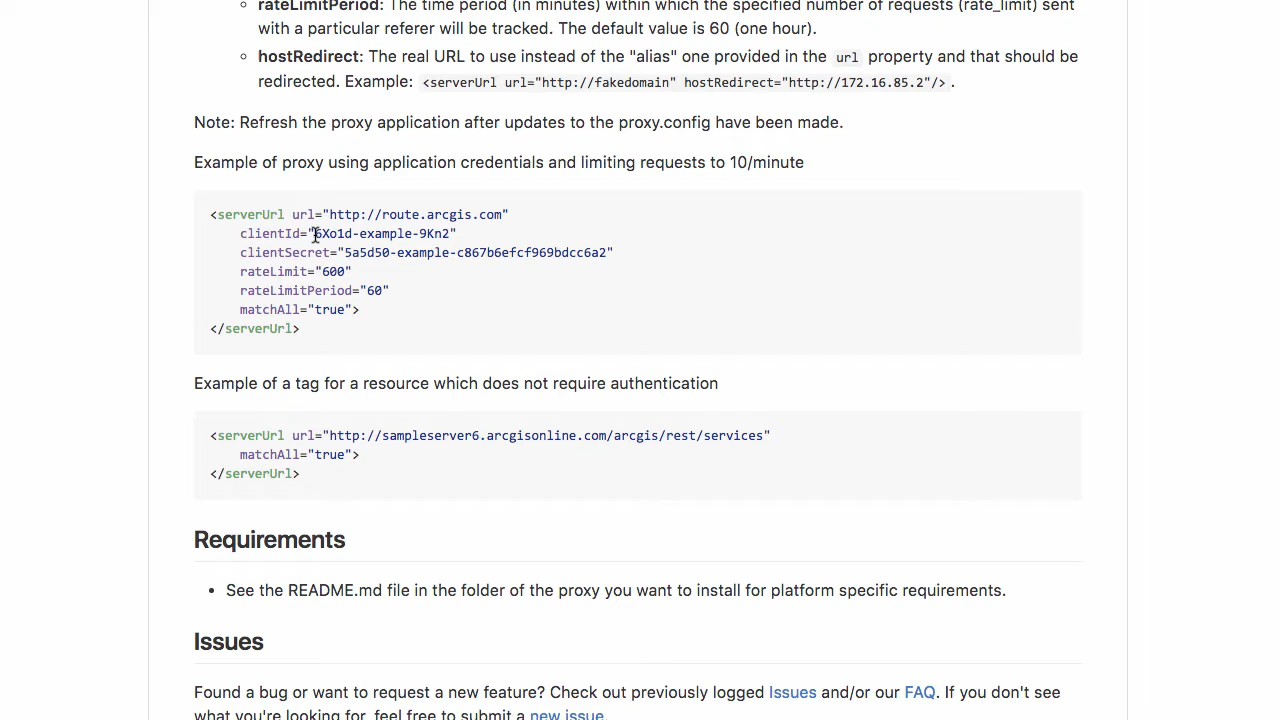 rateLimitPeriod: The time period (in minutes) within which the specified number of requests (rate_limit) sent
with a particular referer will be tracked. The default value is 60 (one hour).
hostRedirect: The real URL to use instead of the "alias" one provided in the url property and that should be
redirected. Example: <serverUrl url="http://fakedomain" hostRedirect="http://172.16.85.2"/>.
Note: Refresh the proxy application after updates to the proxy.config have been made.
Example of proxy using application credentials and limiting requests to 10/minute
<serverUrl url="http://route.arcgis.com"
clientId="6Xo1d-example-9Kn2"
clientSecret="5a5d50-example-c867b6efcf969bdcc6a2"
rateLimit="600"
rateLimitPeriod="60"
matchAll="true">
</serverUrl>
Example of a tag for a resource which does not require authentication
<serverUrl url="http://sampleserver6.arcgisonline.com/arcgis/rest/services"
matchAll="true">
</serverUrl>
Requirements
• See the README.md file in the folder of the proxy you want to install for platform specific requirements.
Issues
Found a bug or want to request a new feature? Check out previously logged Issues and/or our FAQ. If you don't see
what you're looking for, feel free to submit a new issue.